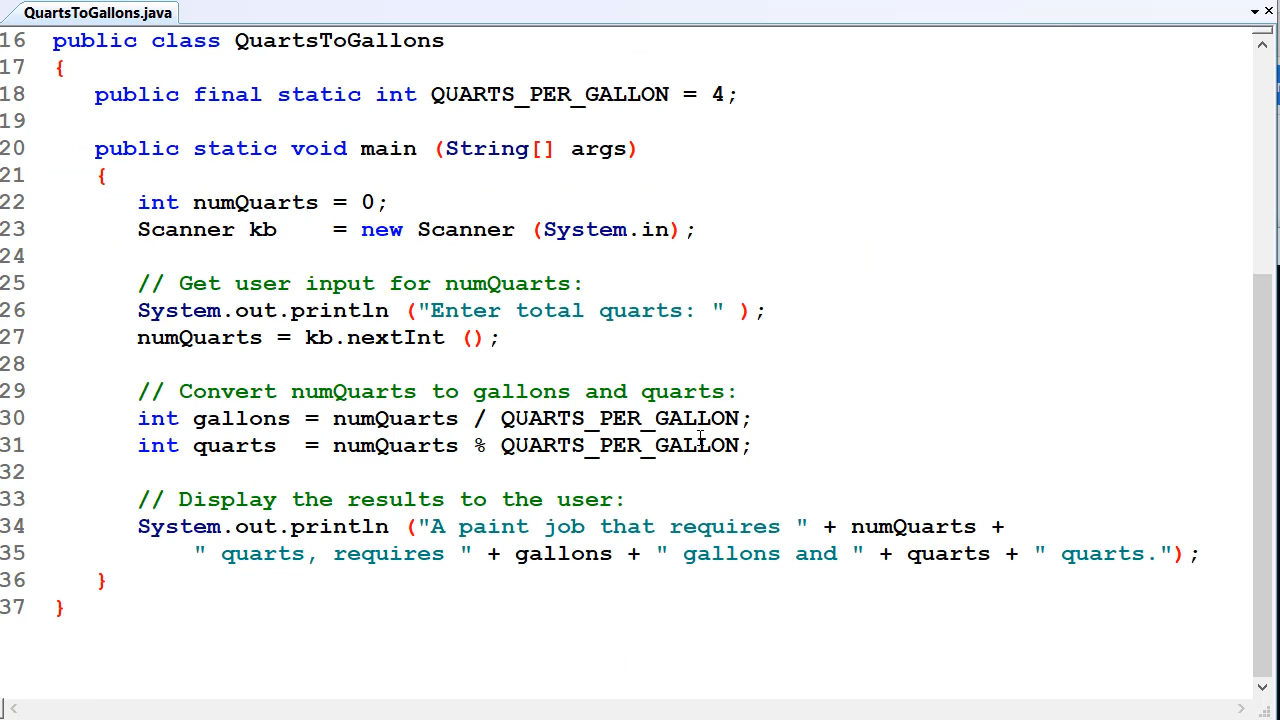 QuartsToGallons.java
16 public class QuartsToGallons
17 {
18    public final static int QUARTS_PER_GALLON = 4;
19
20    public static void main (String[] args)
21    {
22       int numQuarts = 0;
23       Scanner kb    = new Scanner (System.in);
24
25       // Get user input for numQuarts:
26       System.out.println ("Enter total quarts: " );
27       numQuarts = kb.nextInt ();
28
29       // Convert numQuarts to gallons and quarts:
30       int gallons = numQuarts / QUARTS_PER_GALLON;
31       int quarts  = numQuarts % QUARTS_PER_GALLON;
32
33       // Display the results to the user:
34       System.out.println ("A paint job that requires " + numQuarts +
35           " quarts, requires " + gallons + " gallons and " + quarts + " quarts.");
36    }
37 }